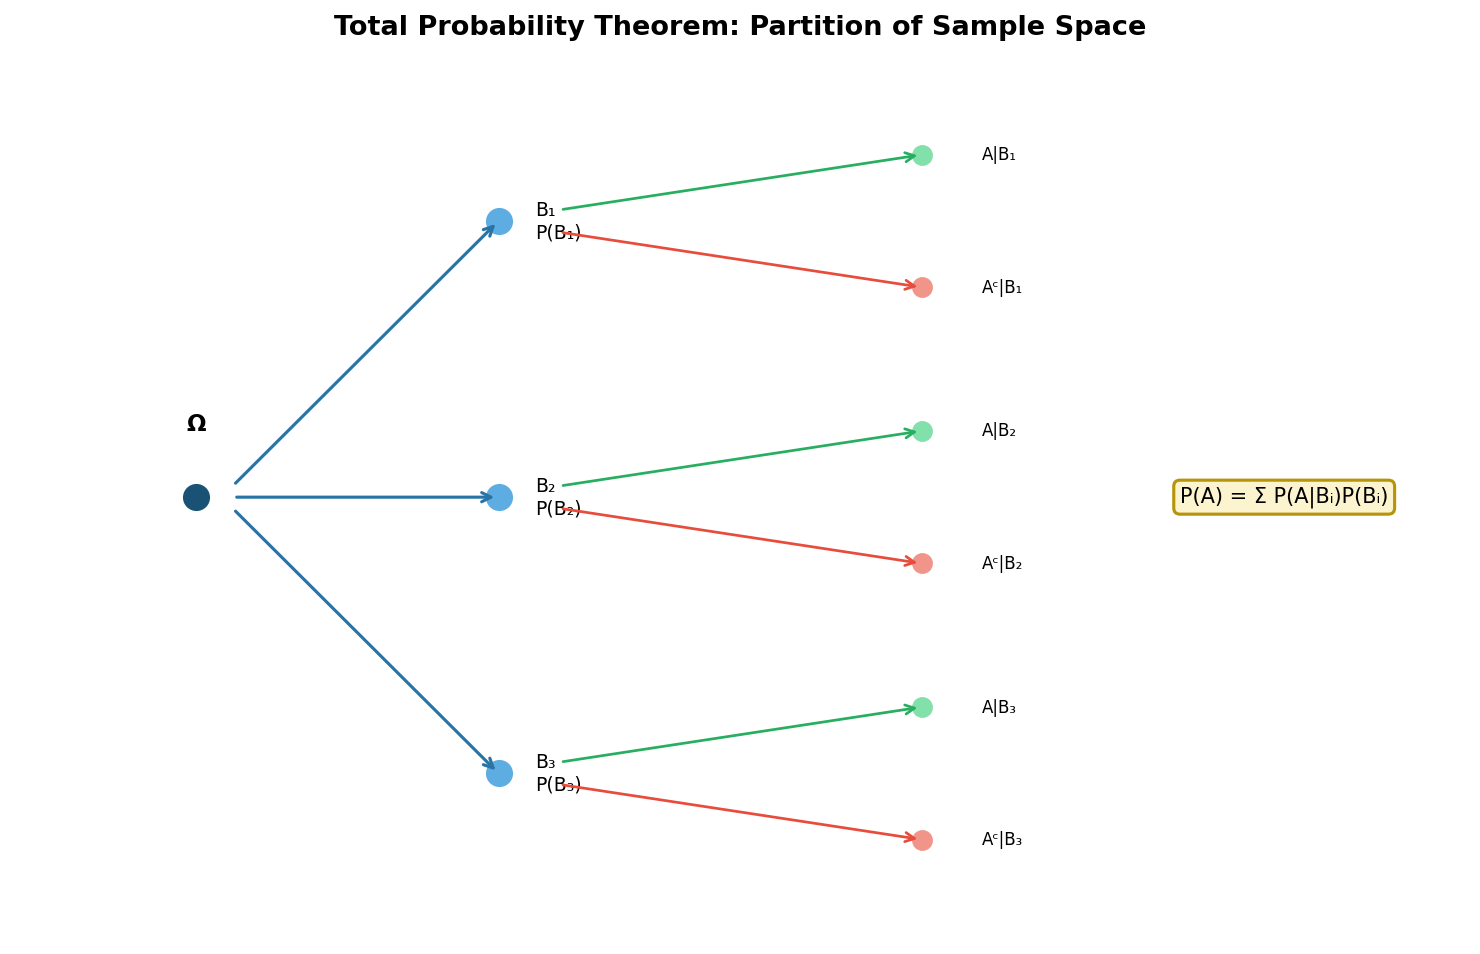 Total Probability Theorem: Partition of Sample Space
A|B₁
B₁
P(B₁)
Aᶜ|B₁
Ω
A|B₂
B₂
P(B₂)
P(A) = Σ P(A|Bᵢ)P(Bᵢ)
Aᶜ|B₂
A|B₃
B₃
P(B₃)
Aᶜ|B₃